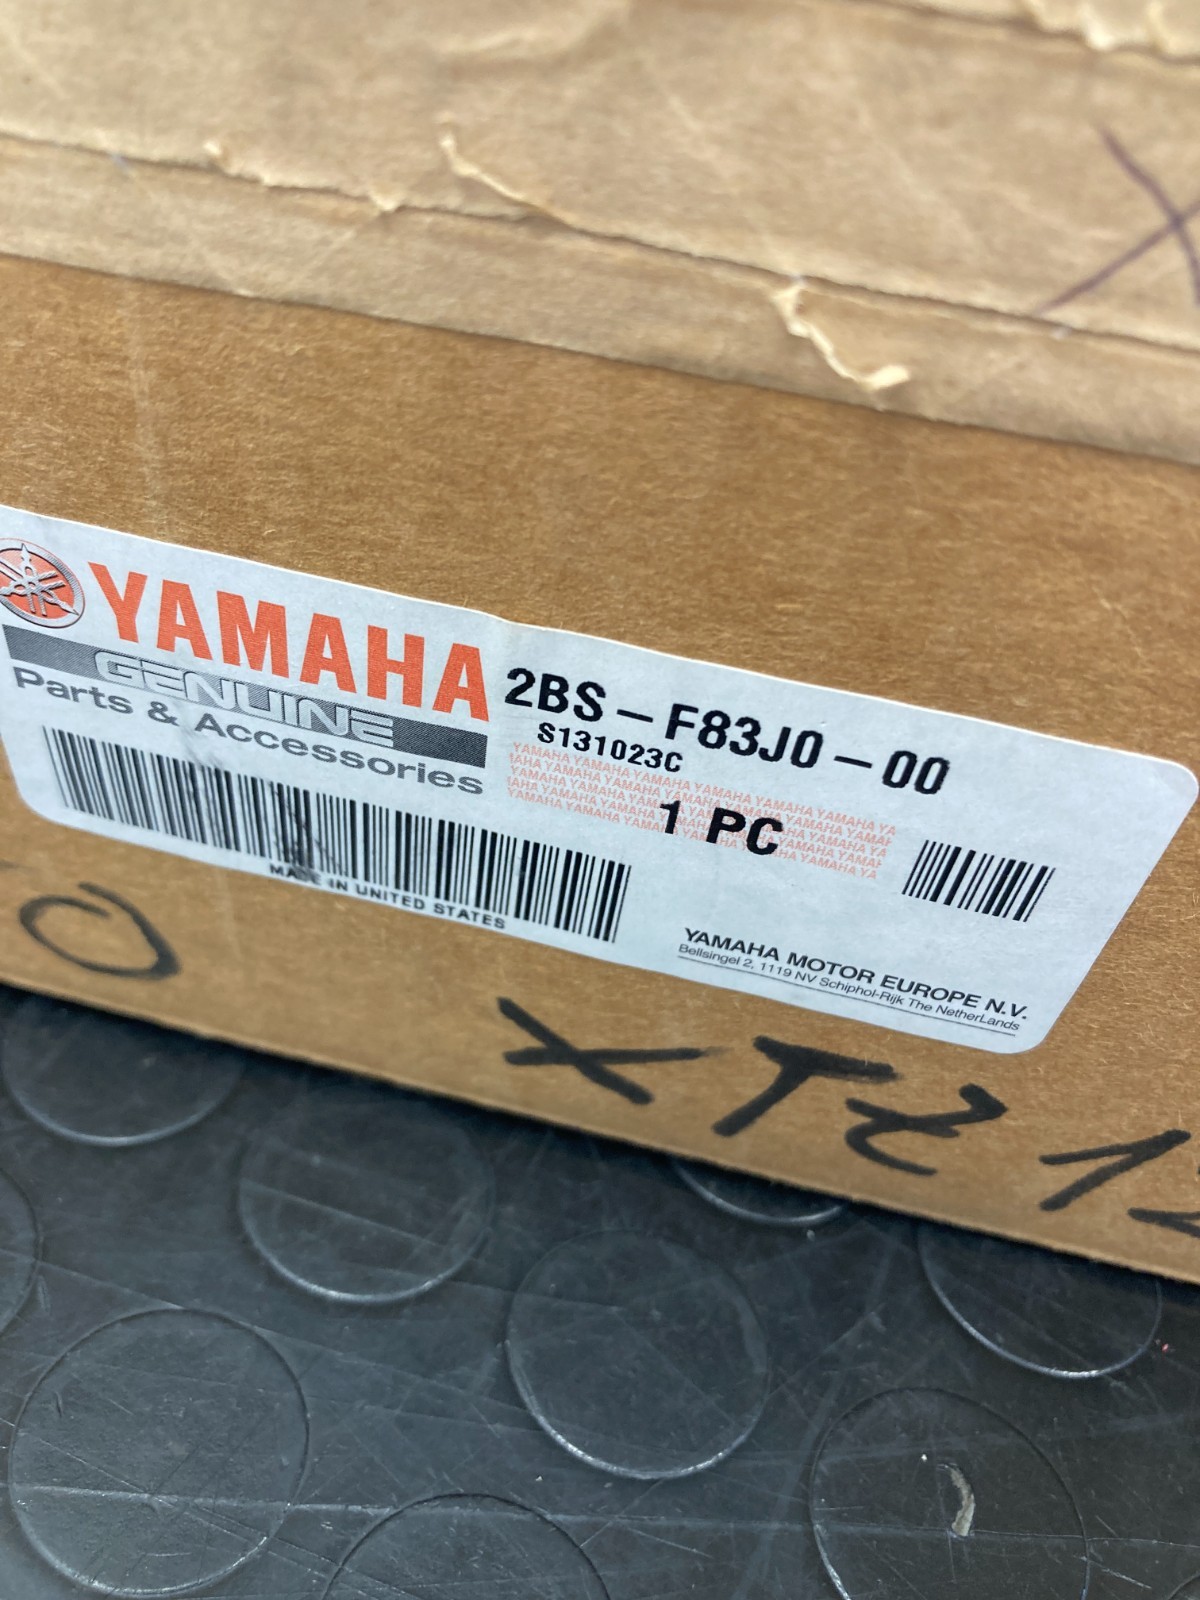 YAMAHA
GENUINE
Parts & Accessories
2BS-F83J0-00
S131023C
1 PC
MADE IN UNITED STATES
YAMAHA MOTOR EUROPE N.V.
Bellsingel 2, 1119 NV Schiphol-Rijk The NetherLands
XTZ 12